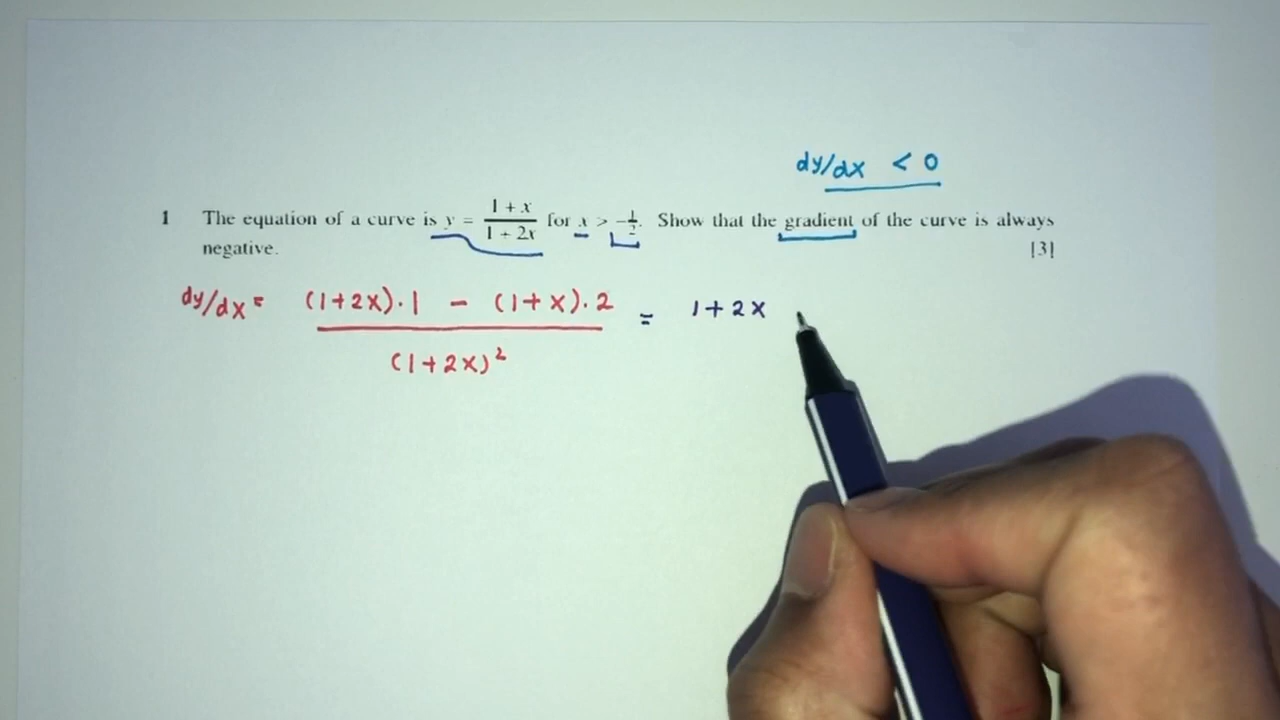 dy/dx < 0
1 The equation of a curve is y = (1 + x)/(1 + 2x) for x > -1/2. Show that the gradient of the curve is always
negative. [3]
dy/dx = ((1+2x).1 - (1+x).2)/(1+2x)² = 1+2x